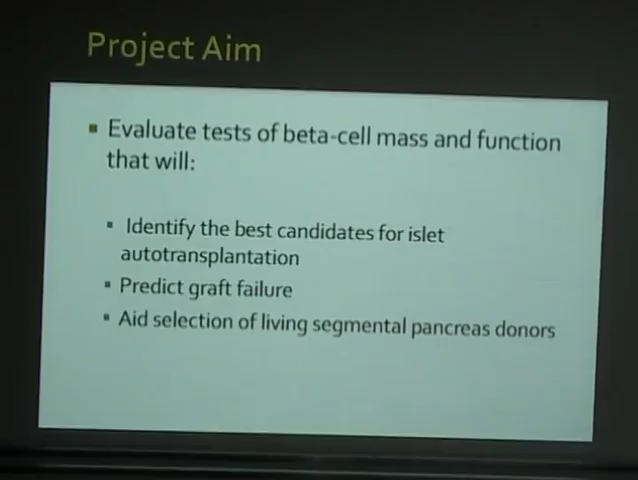 Project Aim
▪ Evaluate tests of beta-cell mass and function
that will:
▪ Identify the best candidates for islet
autotransplantation
▪ Predict graft failure
▪ Aid selection of living segmental pancreas donors